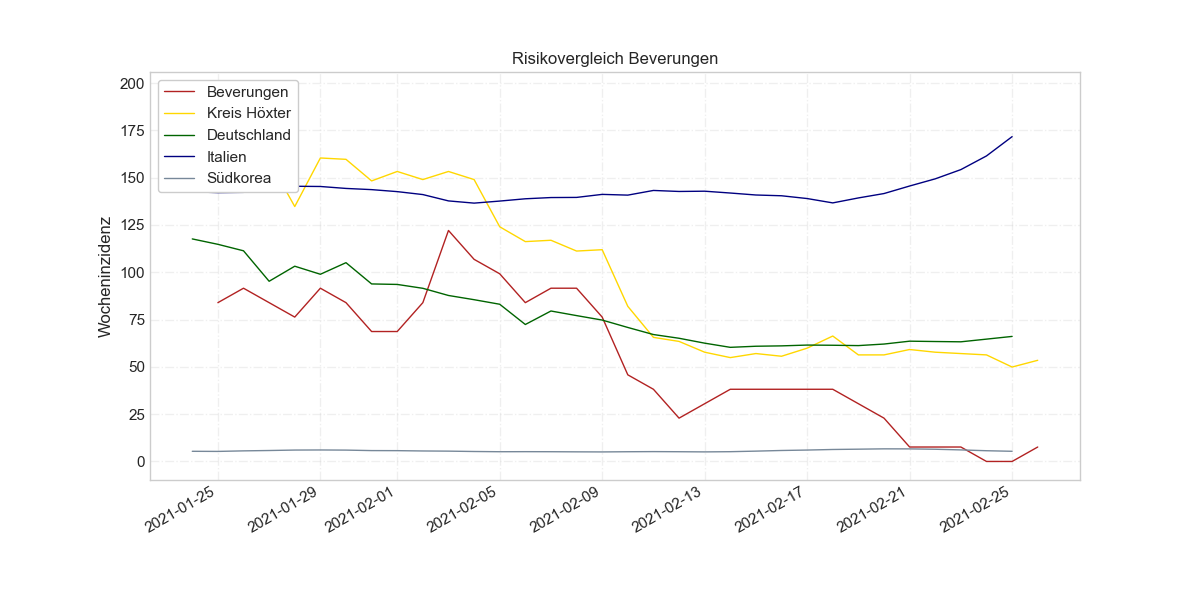 Risikovergleich Beverungen
200
175
150
125
100
75
50
25
0
Wocheninzidenz
Beverungen
Kreis Höxter
Deutschland
Italien
Südkorea
2021-01-25
2021-01-29
2021-02-01
2021-02-05
2021-02-09
2021-02-13
2021-02-17
2021-02-21
2021-02-25